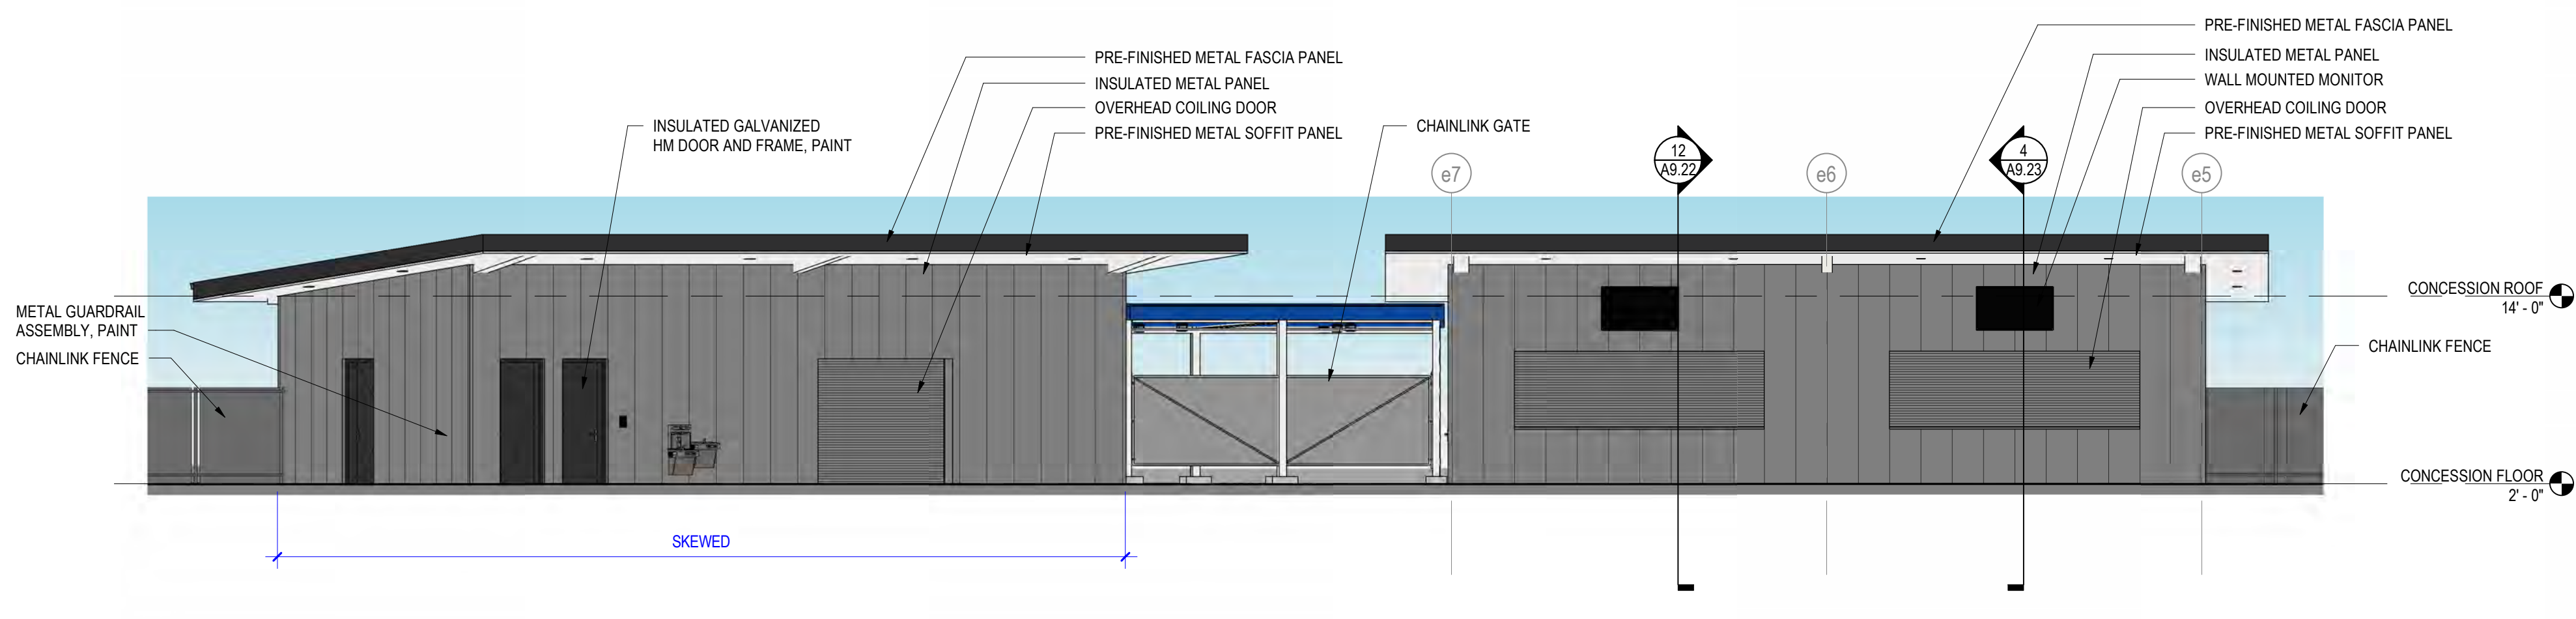 PRE-FINISHED METAL FASCIA PANEL
INSULATED METAL PANEL
OVERHEAD COILING DOOR
PRE-FINISHED METAL SOFFIT PANEL
INSULATED GALVANIZED
HM DOOR AND FRAME, PAINT
CHAINLINK GATE
PRE-FINISHED METAL FASCIA PANEL
INSULATED METAL PANEL
WALL MOUNTED MONITOR
OVERHEAD COILING DOOR
PRE-FINISHED METAL SOFFIT PANEL
e7
12
A9.22
e6
4
A9.23
e5
METAL GUARDRAIL
ASSEMBLY, PAINT
CHAINLINK FENCE
CONCESSION ROOF
14' - 0"
CHAINLINK FENCE
CONCESSION FLOOR
2' - 0"
SKEWED